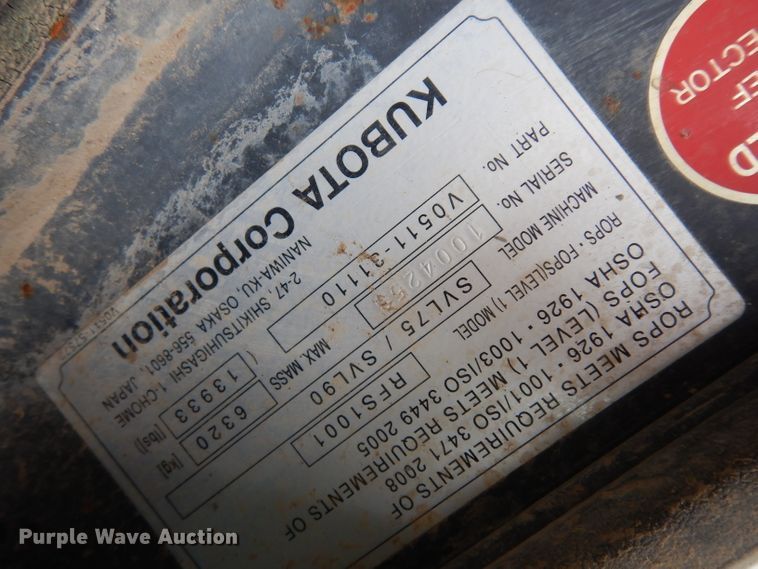 ROPS MEETS REQUIREMENTS OF
OSHA 1926・1001/ISO 3471 2008
FOPS (LEVEL 1) MEETS REQUIREMENTS OF
OSHA 1926・1003/ISO 3449 2005
ROPS・FOPS(LEVEL 1) MODEL RFS1001
MACHINE MODEL SVL75 / SVL90
SERIAL No. MAX. MASS 6320 [kg]
PART No. V0511-31110 ( 13933 [lbs])
KUBOTA Corporation
2-47, SHIKITSUHIGASHI 1-CHOME
NANIWA-KU, OSAKA 556-8601, JAPAN
Purple Wave Auction